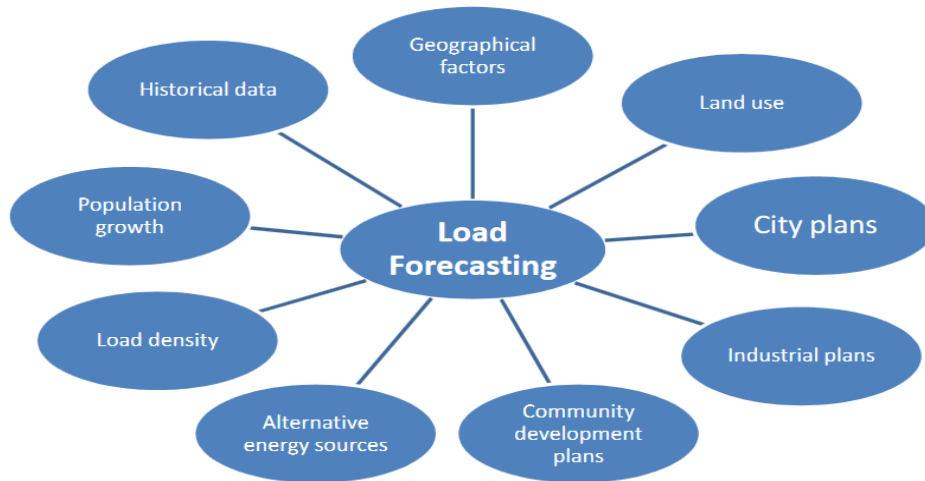 Geographical
factors
Historical data
Land use
Population
growth
City plans
Load
Forecasting
Load density
Industrial plans
Alternative
energy sources
Community
development
plans